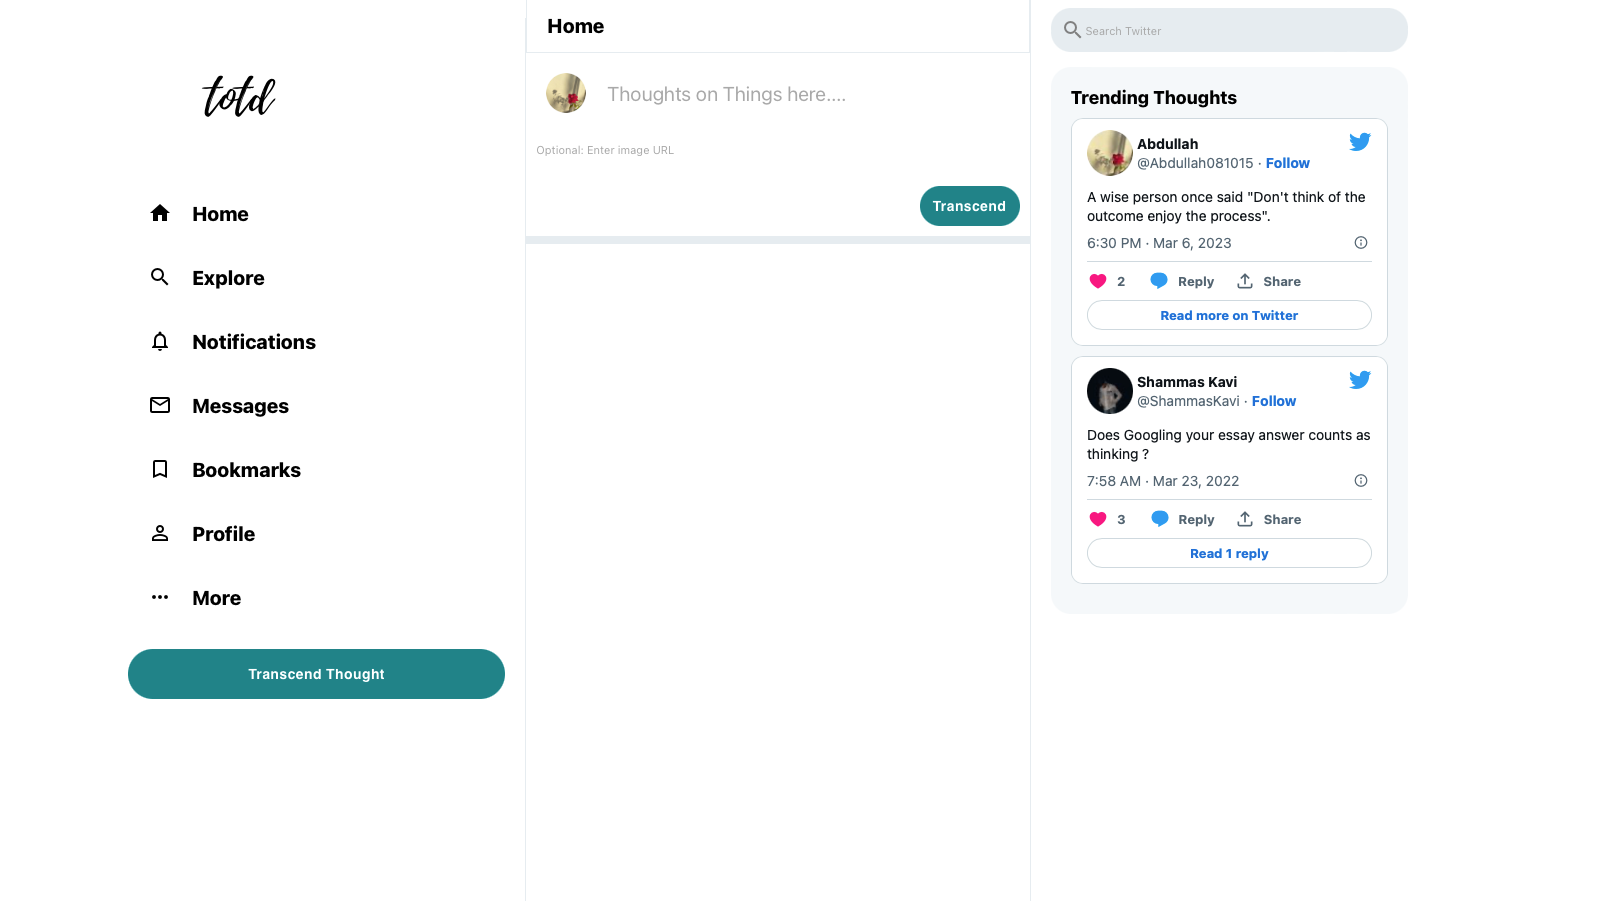 totd
Home
Explore
Notifications
Messages
Bookmarks
Profile
More
Transcend Thought
Home
Thoughts on Things here....
Optional: Enter image URL
Transcend
Search Twitter
Trending Thoughts
Abdullah
@Abdullah081015 · Follow
A wise person once said "Don't think of the
outcome enjoy the process".
6:30 PM · Mar 6, 2023
2 Reply Share
Read more on Twitter
Shammas Kavi
@ShammasKavi · Follow
Does Googling your essay answer counts as
thinking ?
7:58 AM · Mar 23, 2022
3 Reply Share
Read 1 reply